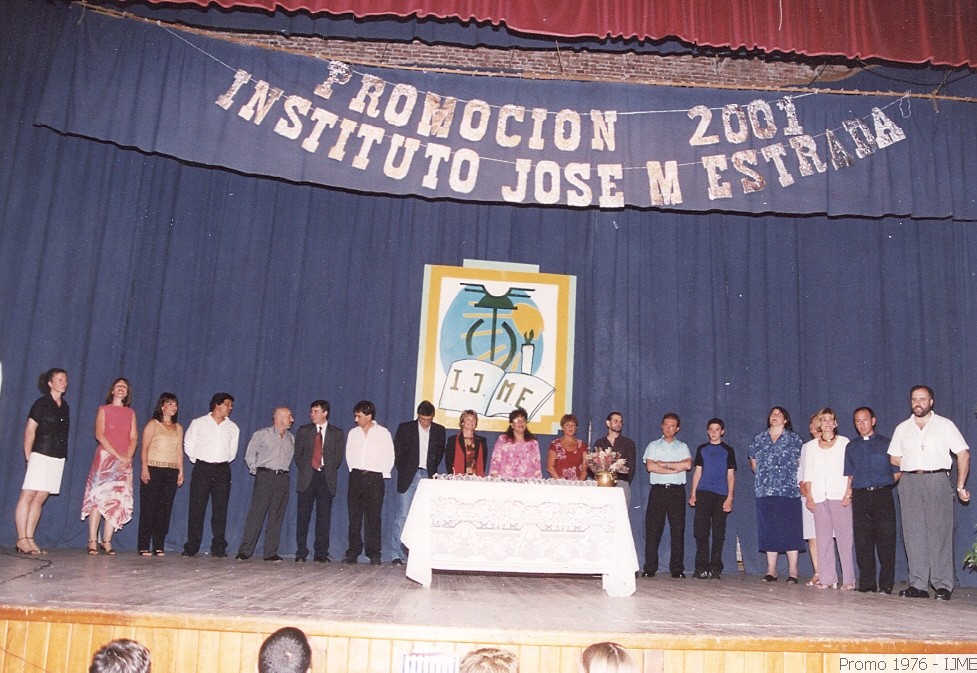 PROMOCION 2001
INSTITUTO JOSE M ESTRADA
I.J.M.E
Promo 1976 - IJME